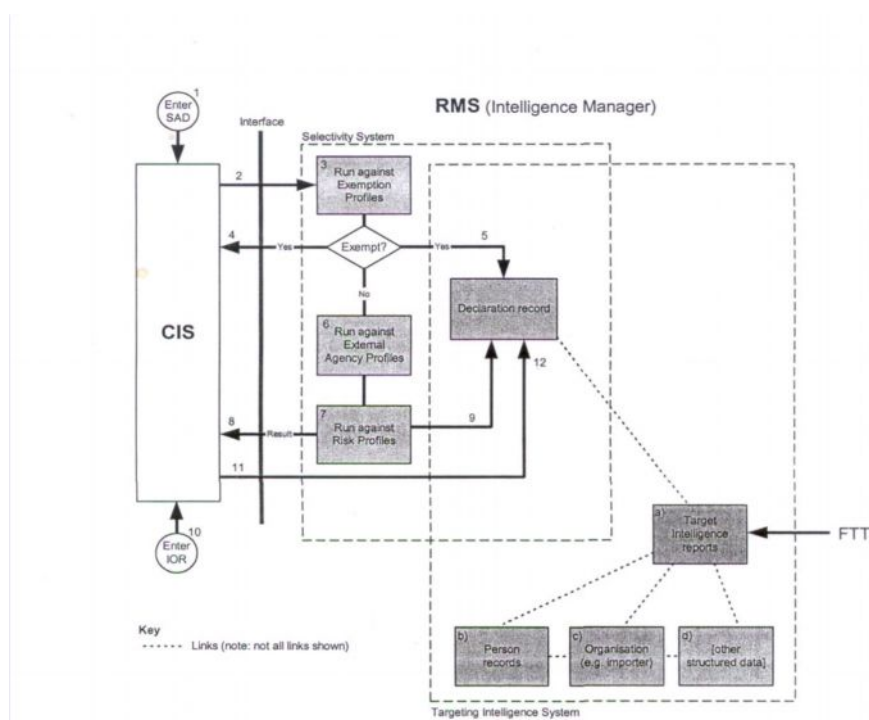 RMS (Intelligence Manager)
1
Enter
SAD
Interface
Selectivity System
2
3
Run against
Exemption
Profiles
4
Yes
Exempt?
Yes
5
No
Declaration record
CIS
6
Run against
External
Agency Profiles
12
7
Run against
Risk Profiles
8
Result
9
11
10
Enter
IOR
a)
Target
Intelligence
reports
FTT
Key
Links (note: not all links shown)
b)
Person
records
c)
Organisation
(e.g. importer)
d)
[other
structured data]
Targeting Intelligence System